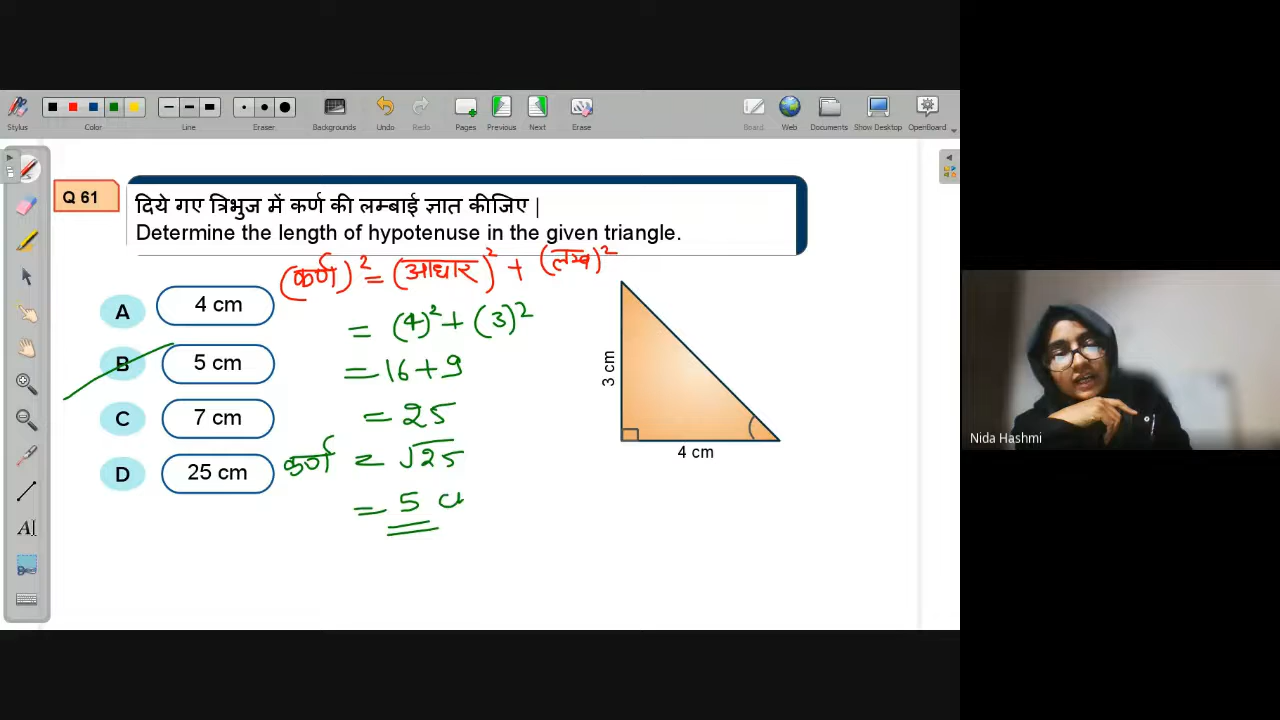 Stylus
Color
Line
Eraser
Backgrounds
Undo
Redo
Pages
Previous
Next
Erase
Board
Web
Documents
Show Desktop
OpenBoard
Q 61
दिये गए त्रिभुज में कर्ण की लम्बाई ज्ञात कीजिए |
Determine the length of hypotenuse in the given triangle.
(कर्ण)² = (आधार)² + (लम्ब)²
A 4 cm
B 5 cm
C 7 cm
D 25 cm
= (4)² + (3)²
= 16 + 9
= 25
कर्ण = √25
= 5 c
3 cm
4 cm
Nida Hashmi